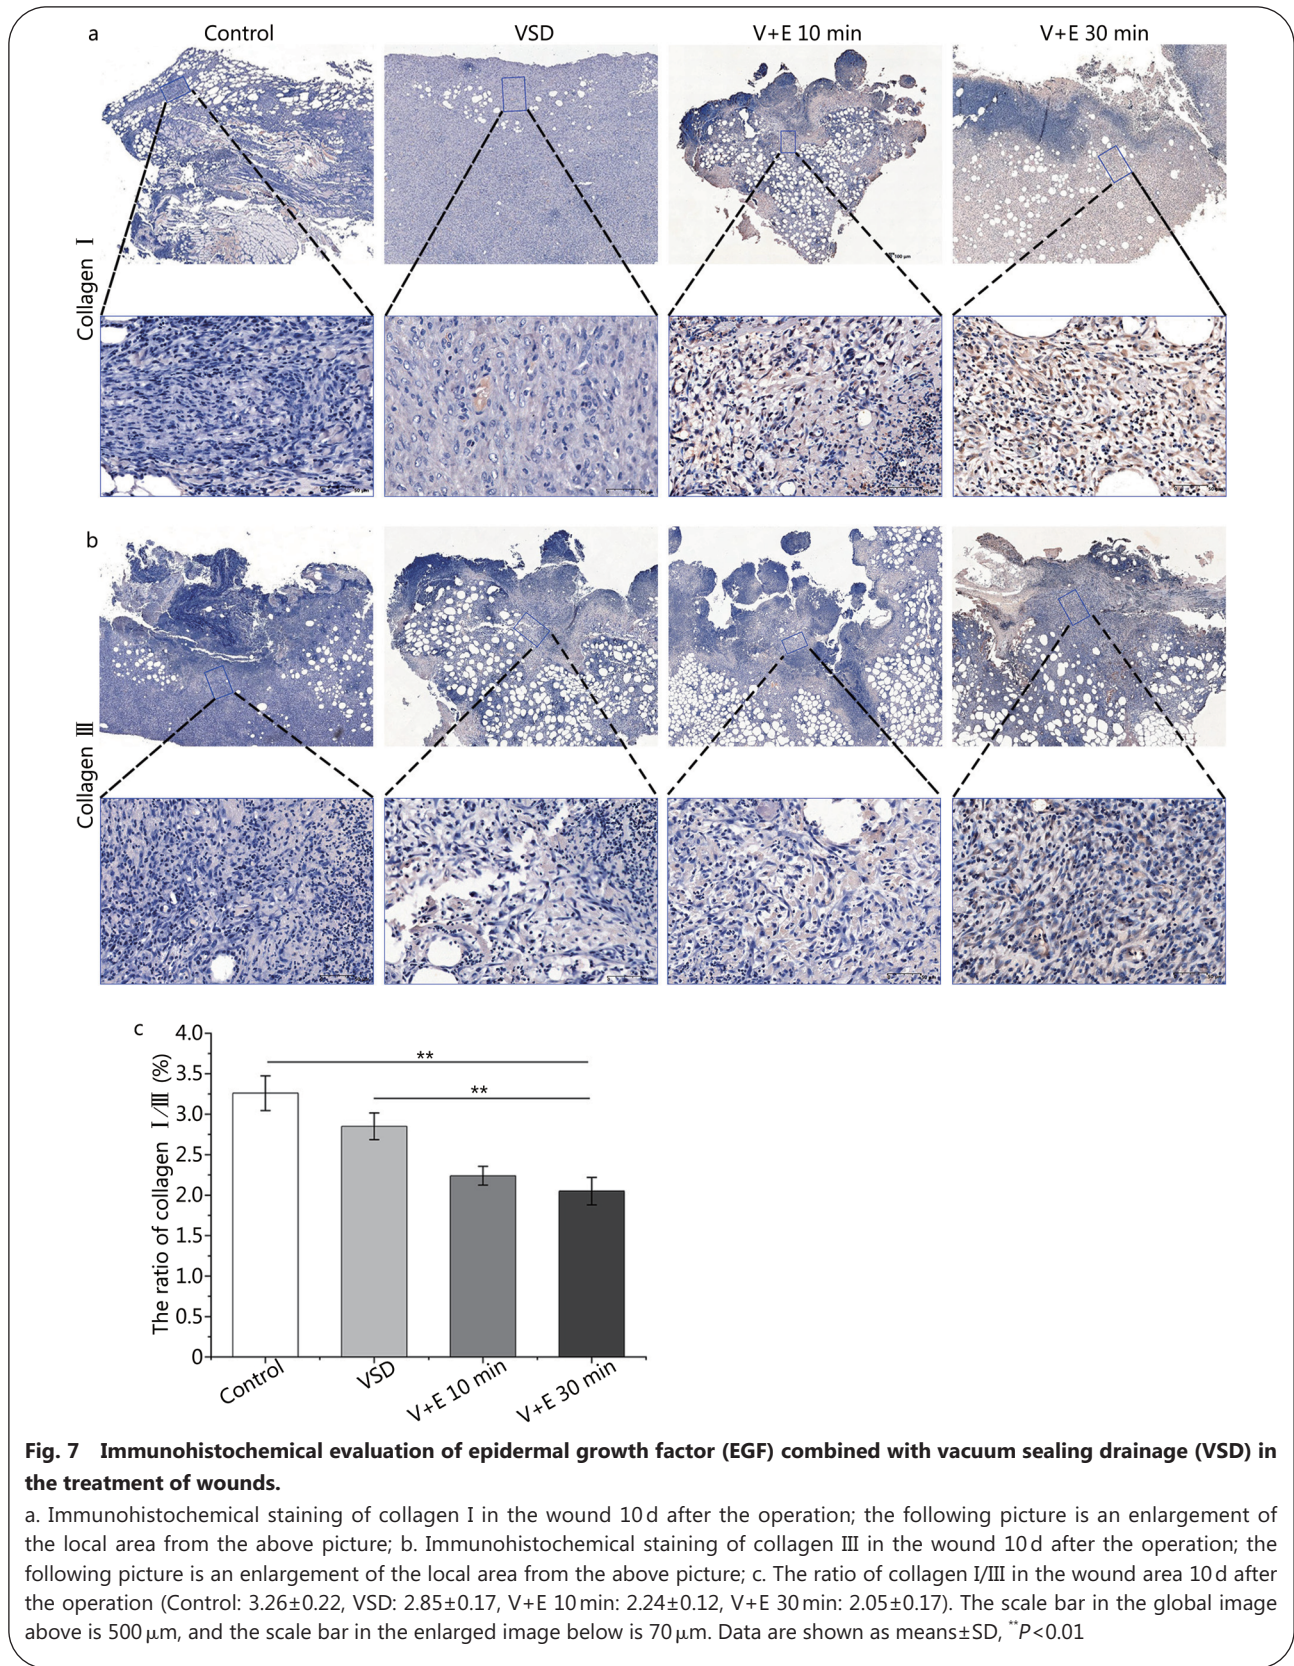 a
Control
VSD
V+E 10 min
V+E 30 min
Collagen Ⅰ
100 μm
b
Collagen Ⅲ
c
The ratio of collagen Ⅰ/Ⅲ (%)
4.0
3.5
3.0
2.5
2.0
1.5
1.0
0.5
0
**
**
Control
VSD
V+E 10 min
V+E 30 min
Fig. 7 Immunohistochemical evaluation of epidermal growth factor (EGF) combined with vacuum sealing drainage (VSD) in
the treatment of wounds.
a. Immunohistochemical staining of collagen I in the wound 10 d after the operation; the following picture is an enlargement of
the local area from the above picture; b. Immunohistochemical staining of collagen Ⅲ in the wound 10 d after the operation; the
following picture is an enlargement of the local area from the above picture; c. The ratio of collagen I/III in the wound area 10 d after
the operation (Control: 3.26±0.22, VSD: 2.85±0.17, V+E 10 min: 2.24±0.12, V+E 30 min: 2.05±0.17). The scale bar in the global image
above is 500 μm, and the scale bar in the enlarged image below is 70 μm. Data are shown as means±SD, **P<0.01